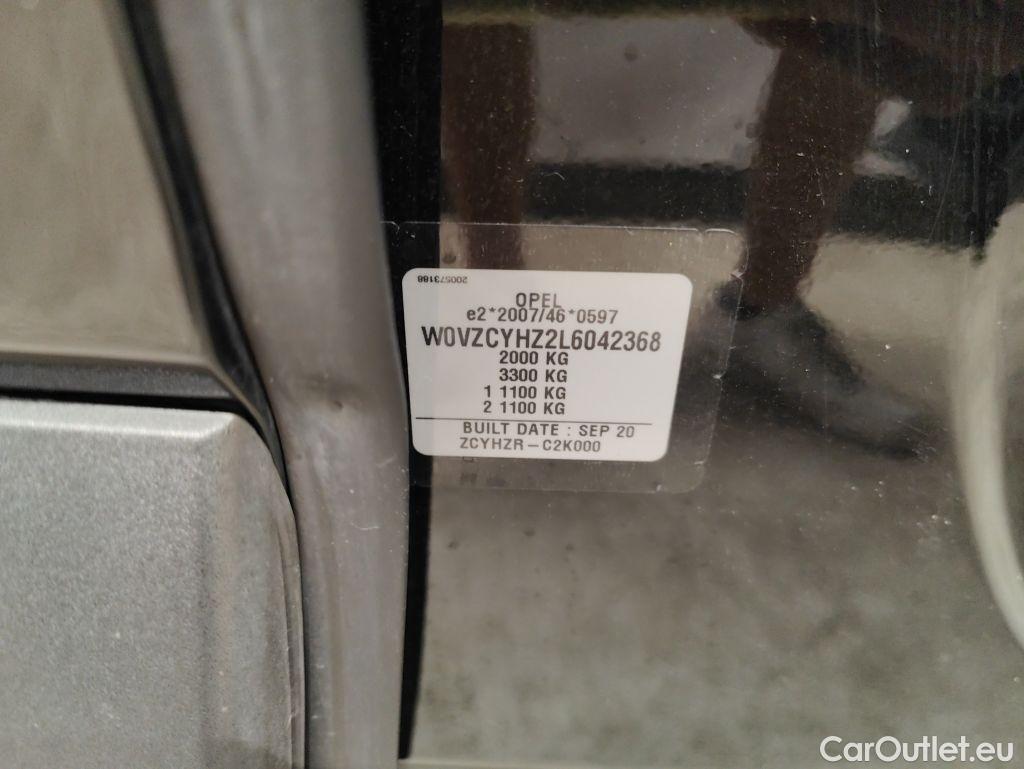 200573188
OPEL
e2*2007/46*0597
W0VZCYHZ2L6042368
2000 KG
3300 KG
1 1100 KG
2 1100 KG
BUILT DATE : SEP 20
ZCYHZR-C2K000
CarOutlet.eu